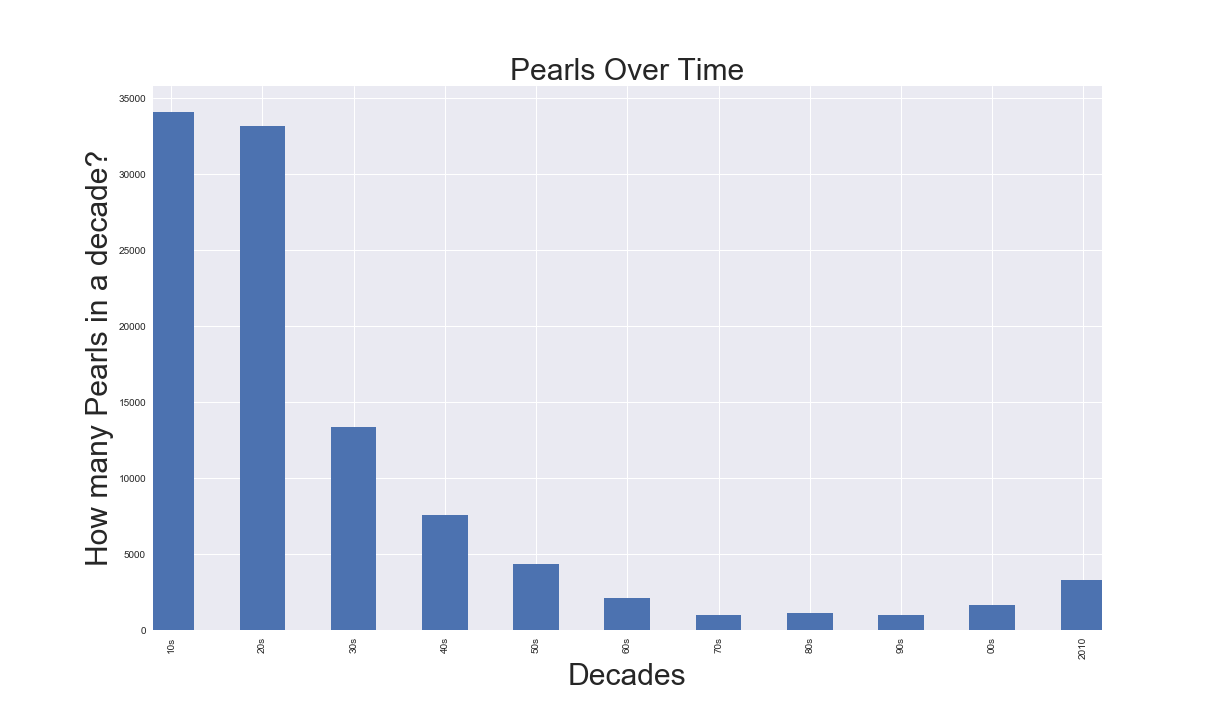 Pearls Over Time
How many Pearls in a decade?
35000
30000
25000
20000
15000
10000
5000
0
10s
20s
30s
40s
50s
60s
70s
80s
90s
00s
2010
Decades